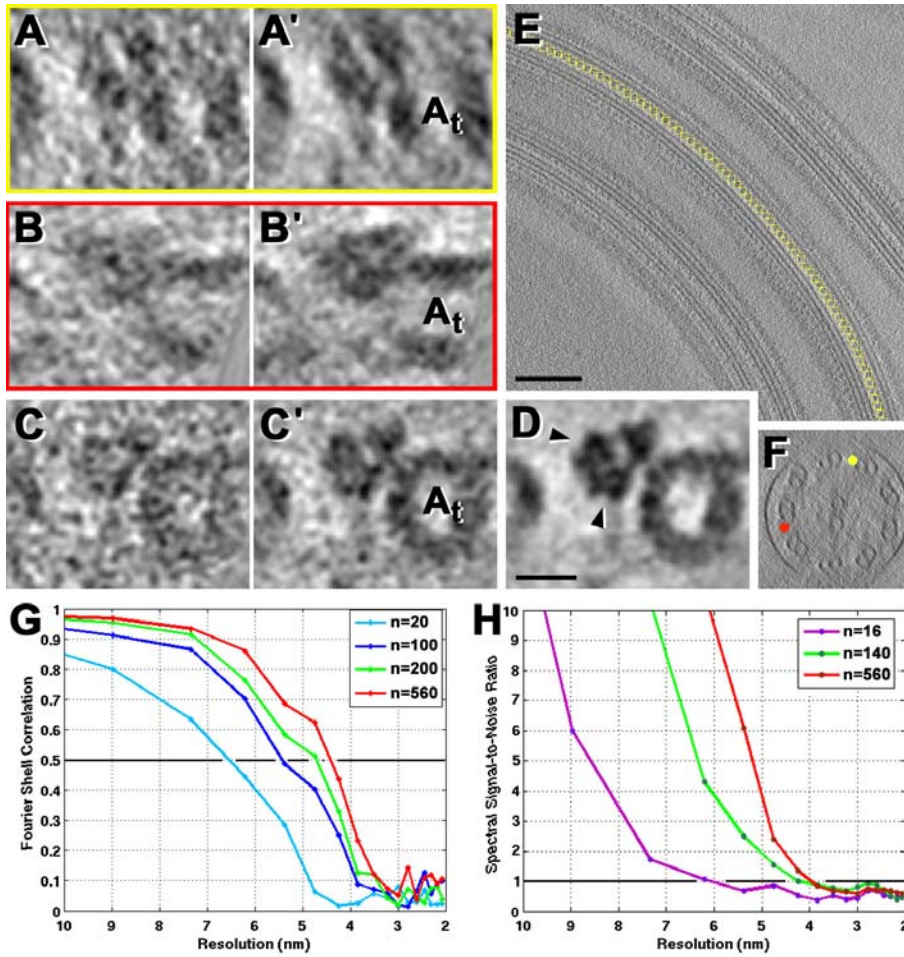 A
A'
At
B
B'
At
C
C'
At
D
E
F
G
Fourier Shell Correlation
1
0.9
0.8
0.7
0.6
0.5
0.4
0.3
0.2
0.1
0
10 9 8 7 6 5 4 3 2
Resolution (nm)
n=20
n=100
n=200
n=560
H
Spectral Signal-to-Noise Ratio
10
9
8
7
6
5
4
3
2
1
0
10 9 8 7 6 5 4 3 2
Resolution (nm)
n=16
n=140
n=560